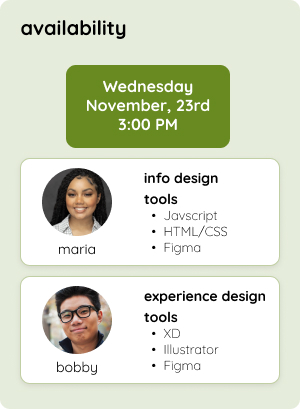 availability
Wednesday
November, 23rd
3:00 PM
info design
tools
• Javscript
• HTML/CSS
• Figma
maria
experience design
tools
• XD
• Illustrator
• Figma
bobby